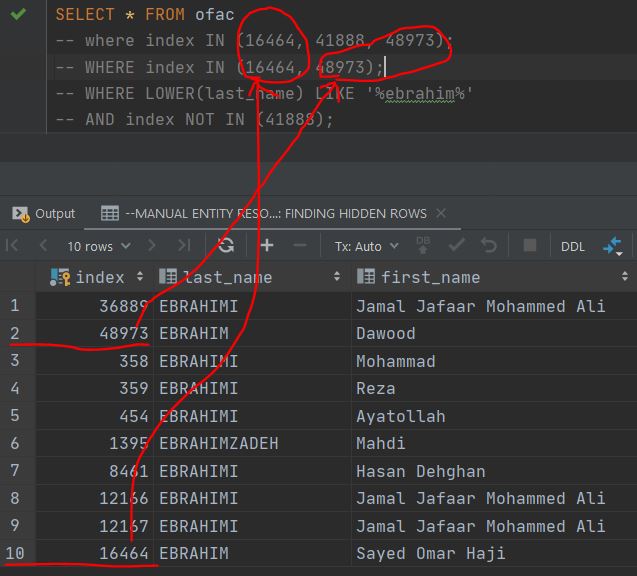 SELECT * FROM ofac
-- where index IN (16464, 41888, 48973);
-- WHERE index IN (16464, 48973);
-- WHERE LOWER(last_name) LIKE '%ebrahim%'
-- AND index NOT IN (41888);
Output --MANUAL ENTITY RESO...: FINDING HIDDEN ROWS
10 rows Tx: Auto DB DDL
index last_name first_name
1 36889 EBRAHIMI Jamal Jafaar Mohammed Ali
2 48973 EBRAHIM Dawood
3 358 EBRAHIMI Mohammad
4 359 EBRAHIMI Reza
5 454 EBRAHIMI Ayatollah
6 1395 EBRAHIMZADEH Mahdi
7 8461 EBRAHIMI Hasan Dehghan
8 12166 EBRAHIMI Jamal Jafaar Mohammed Ali
9 12167 EBRAHIMI Jamal Jafaar Mohammed Ali
10 16464 EBRAHIM Sayed Omar Haji